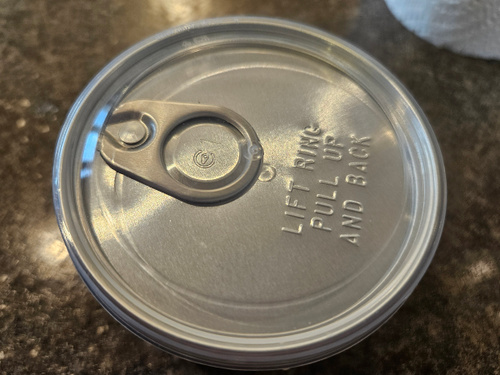 LIFT RING
PULL UP
AND BACK